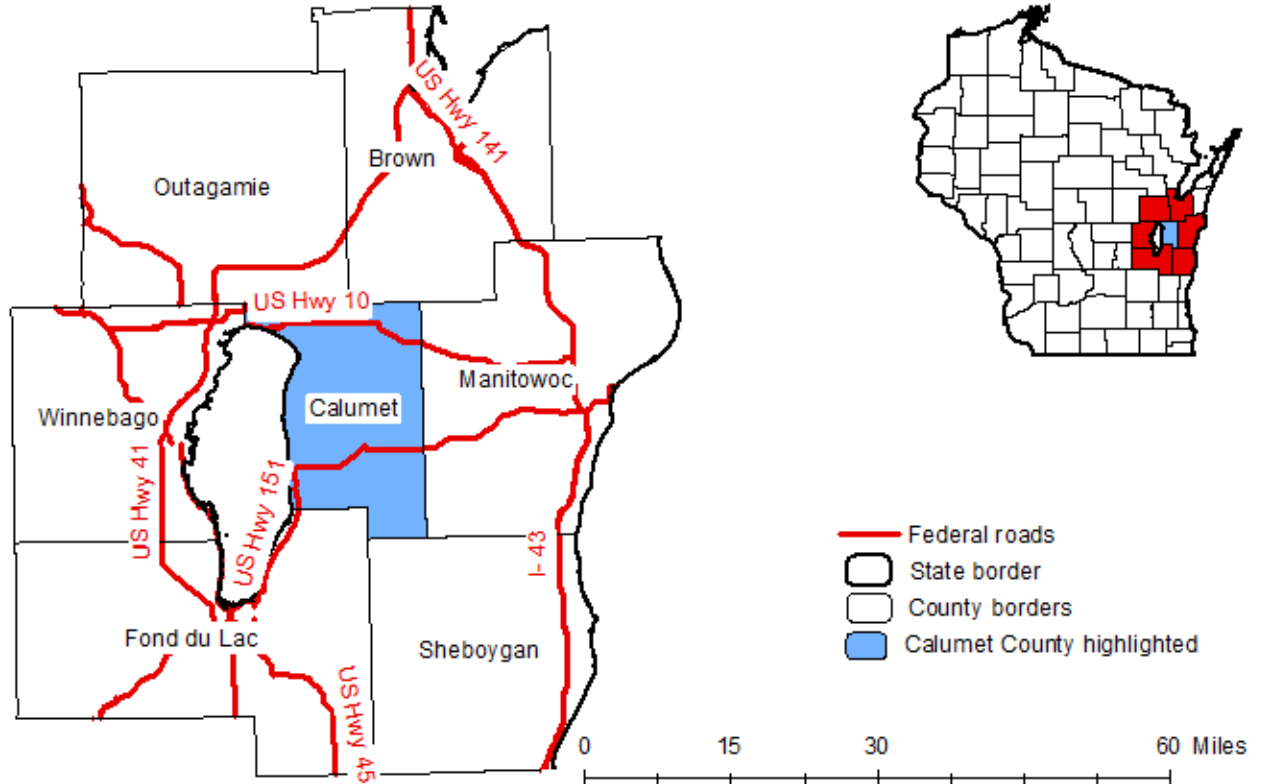 US Hwy 141
Brown
Outagamie
US Hwy 10
Manitowoc
Calumet
Winnebago
US Hwy 41
US Hwy 151
I-43
Fond du Lac
Sheboygan
US Hwy 45
Federal roads
State border
County borders
Calumet County highlighted
0 15 30 60 Miles